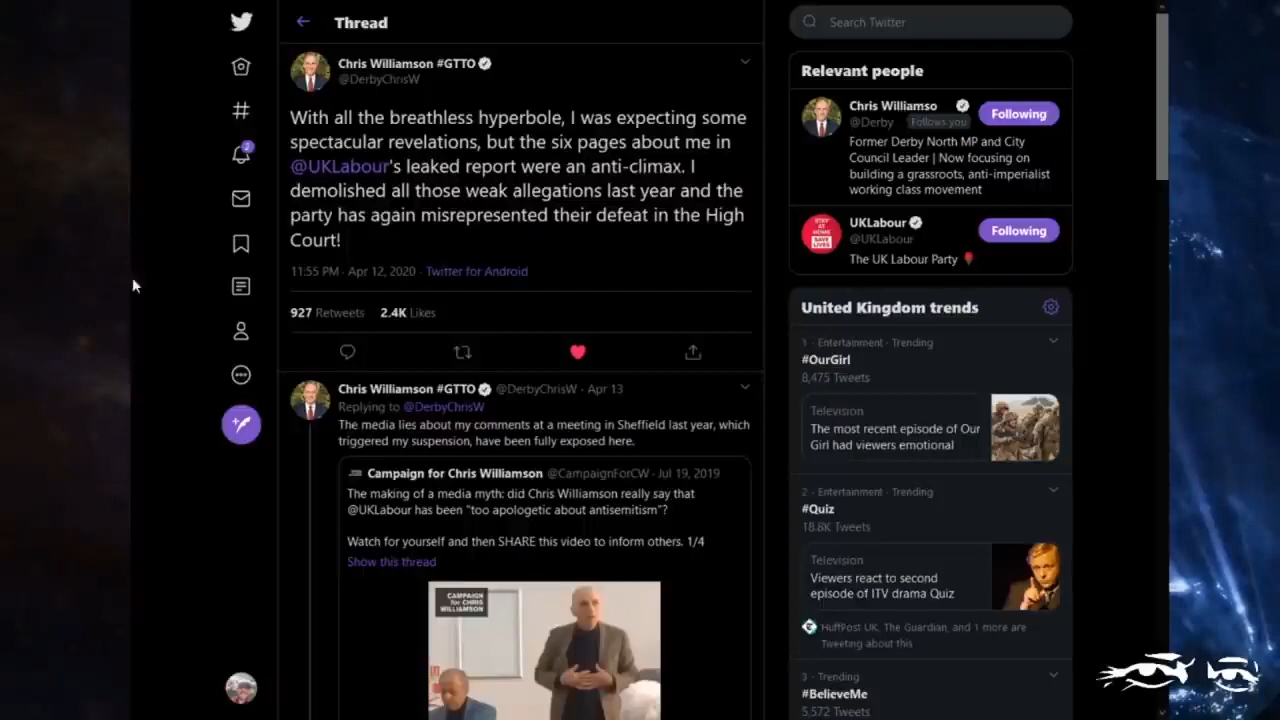 Thread
Search Twitter
Chris Williamson #GTTO
@DerbyChrisW
With all the breathless hyperbole, I was expecting some
spectacular revelations, but the six pages about me in
@UKLabour's leaked report were an anti-climax. I
demolished all those weak allegations last year and the
party has again misrepresented their defeat in the High
Court!
11:55 PM · Apr 12, 2020 · Twitter for Android
927 Retweets 2.4K Likes
Chris Williamson #GTTO @DerbyChrisW · Apr 13
Replying to @DerbyChrisW
The media lies about my comments at a meeting in Sheffield last year, which
triggered my suspension, have been fully exposed here.
Campaign for Chris Williamson @CampaignForCW · Jul 19, 2019
The making of a media myth: did Chris Williamson really say that
@UKLabour has been "too apologetic about antisemitism"?
Watch for yourself and then SHARE this video to inform others. 1/4
Show this thread
CAMPAIGN
for CHRIS
WILLIAMSON
Relevant people
Chris Williamso
@Derby Follows you
Following
Former Derby North MP and City
Council Leader | Now focusing on
building a grassroots, anti-imperialist
working class movement
STAY AT HOME SAVE LIVES
UKLabour
@UKLabour
Following
The UK Labour Party
United Kingdom trends
1 · Entertainment · Trending
#OurGirl
8,475 Tweets
Television
The most recent episode of Our
Girl had viewers emotional
2 · Entertainment · Trending
#Quiz
18.8K Tweets
Television
Viewers react to second
episode of ITV drama Quiz
HuffPost UK, The Guardian, and 1 more are
Tweeting about this
3 · Trending
#BelieveMe
5,572 Tweets